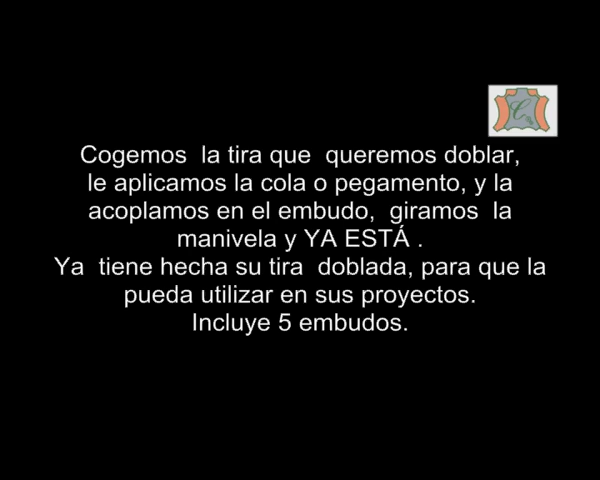 Cogemos  la tira que  queremos doblar,
le aplicamos la cola o pegamento, y la
acoplamos en el embudo,  giramos  la
manivela y YA ESTÁ .
Ya  tiene hecha su tira  doblada, para que la
pueda utilizar en sus proyectos.
Incluye 5 embudos.